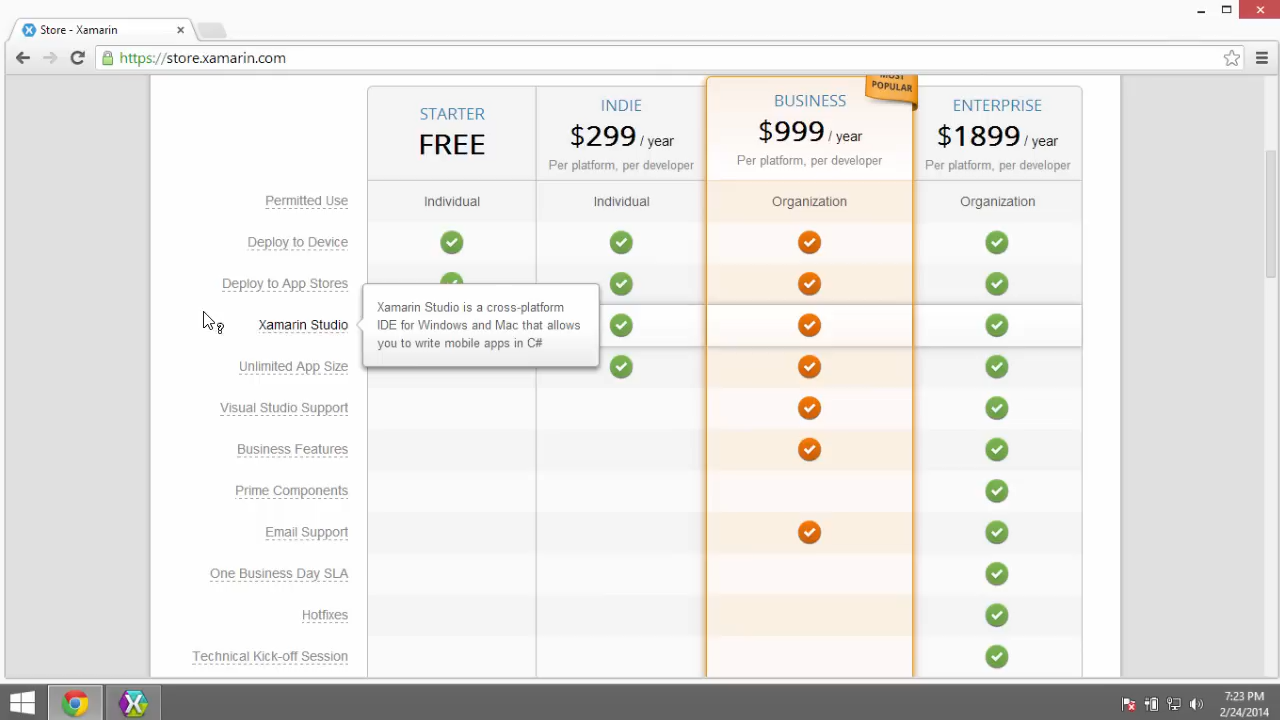 Store - Xamarin
https://store.xamarin.com
MOST
POPULAR
STARTER
FREE
INDIE
$299 / year
Per platform, per developer
BUSINESS
$999 / year
Per platform, per developer
ENTERPRISE
$1899 / year
Per platform, per developer
Permitted Use Individual Individual Organization Organization
Deploy to Device
Deploy to App Stores
Xamarin Studio
Xamarin Studio is a cross-platform
IDE for Windows and Mac that allows
you to write mobile apps in C#
Unlimited App Size
Visual Studio Support
Business Features
Prime Components
Email Support
One Business Day SLA
Hotfixes
Technical Kick-off Session
7:23 PM
2/24/2014